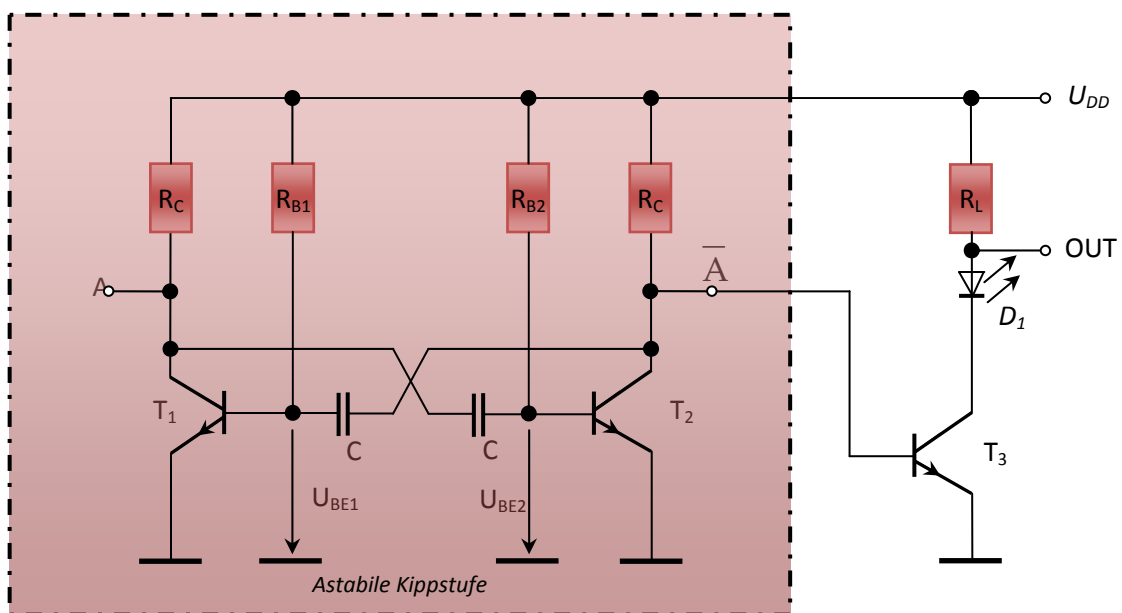 U_DD
R_C
R_B1
R_B2
R_C
R_L
OUT
A
A̅
D_1
T_1
T_2
C
C
T_3
U_BE1
U_BE2
Astabile Kippstufe